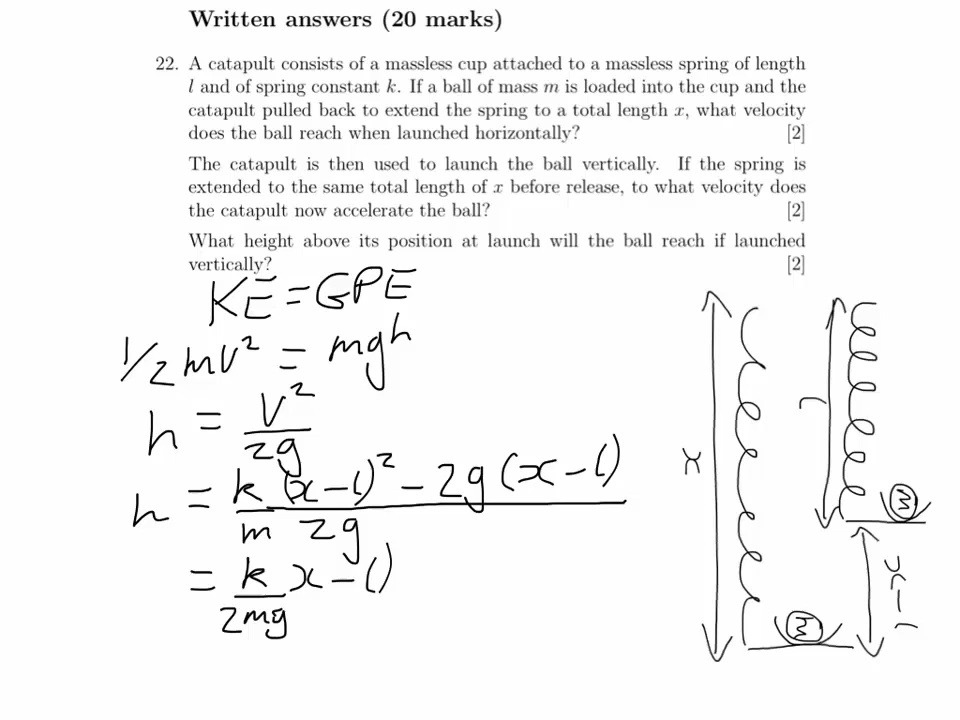 Written answers (20 marks)
22. A catapult consists of a massless cup attached to a massless spring of length
l and of spring constant k. If a ball of mass m is loaded into the cup and the
catapult pulled back to extend the spring to a total length x, what velocity
does the ball reach when launched horizontally? [2]
The catapult is then used to launch the ball vertically. If the spring is
extended to the same total length of x before release, to what velocity does
the catapult now accelerate the ball? [2]
What height above its position at launch will the ball reach if launched
vertically? [2]
KE = GPE
1/2 mv² = mgh
h = v²/2g
h = k/m (x-l)² - 2g(x-l) / 2g
= k/2mg x-l)
x
l
m
m
x-l